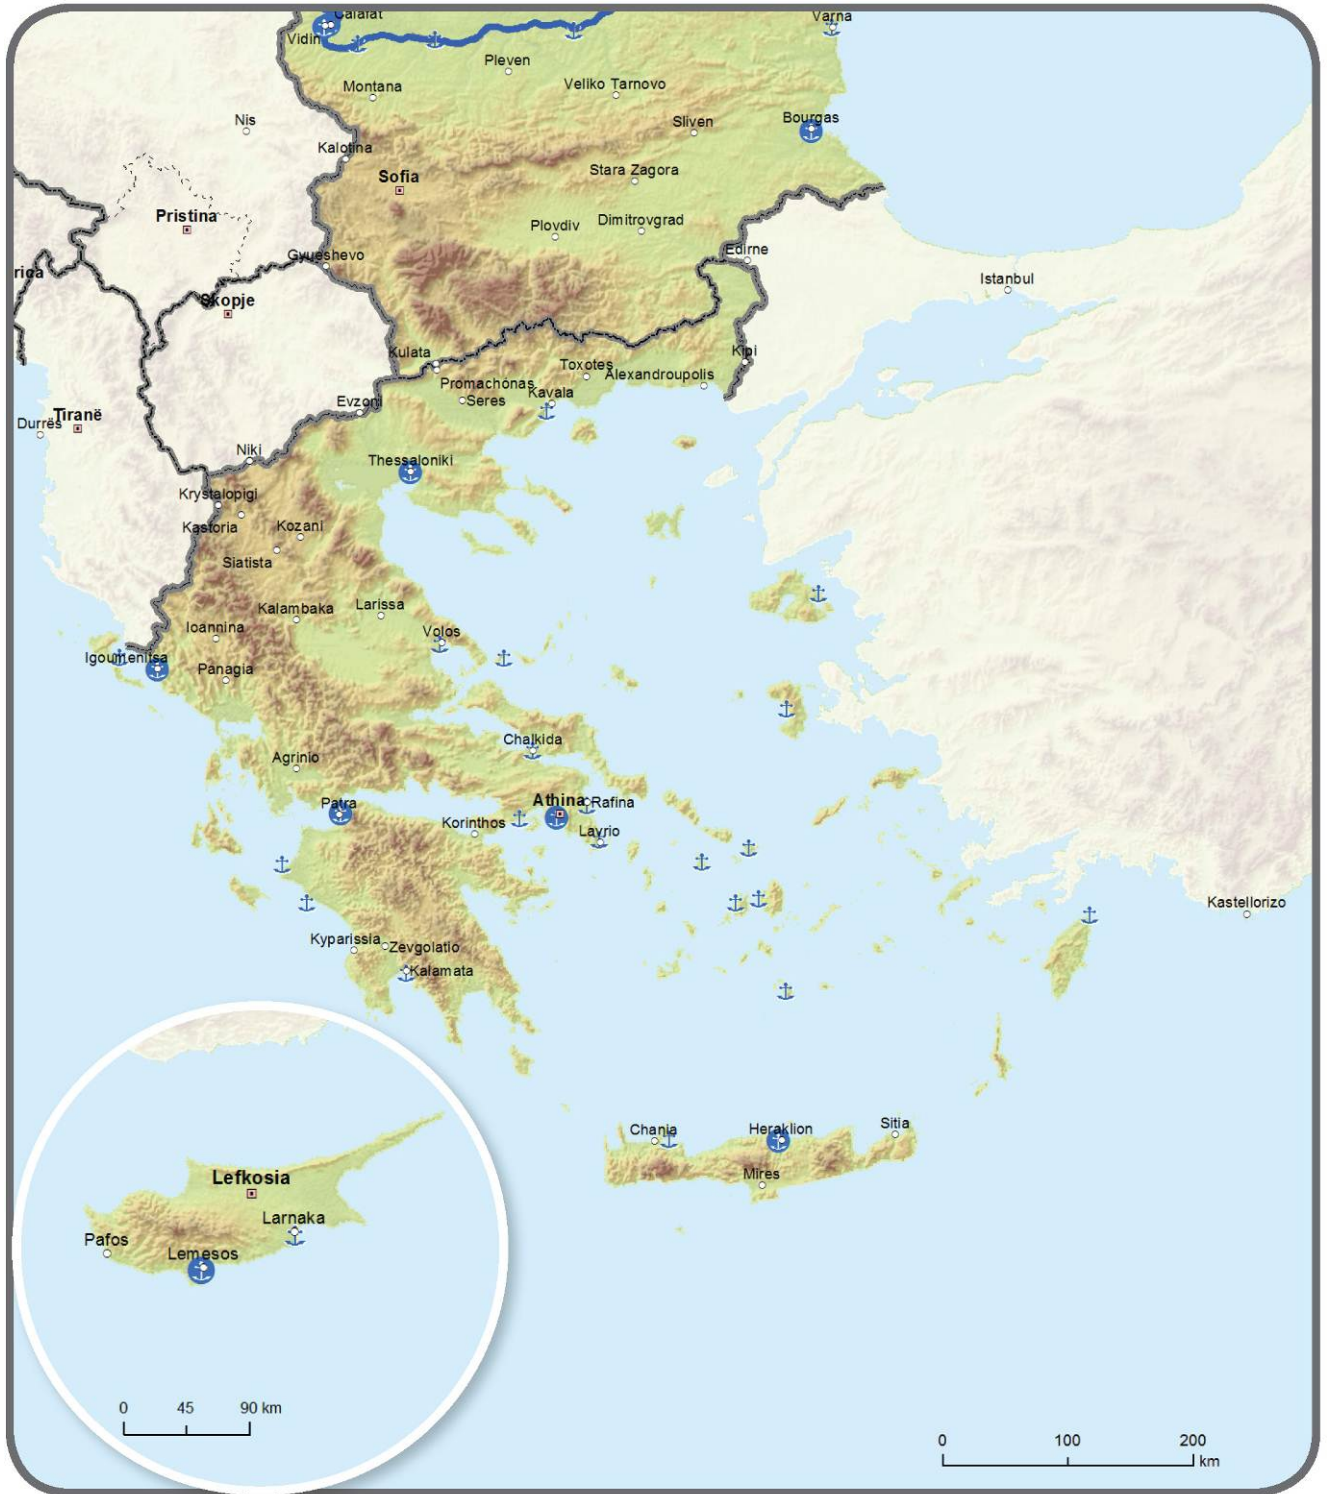 Calafat
Varna
Vidin
Pleven
Montana
Veliko Tarnovo
Nis
Sliven
Bourgas
Kalotina
Sofia
Stara Zagora
Pristina
Plovdiv
Dimitrovgrad
Gyueshevo
Edirne
rica
Istanbul
Skopje
Kulata
Kipi
Toxotes
Alexandroupolis
Promachonas
Kavala
Seres
Evzoni
Tiranë
Durrës
Niki
Thessaloniki
Krystalopigi
Kastoria
Kozani
Siatista
Kalambaka
Larissa
Ioannina
Volos
Igoumenitsa
Panagia
Chalkida
Agrinio
Patra
Athina
Rafina
Korinthos
Lavrio
Kastellorizo
Kyparissia
Zevgolatio
Kalamata
Chania
Heraklion
Sitia
Mires
Lefkosia
Larnaka
Pafos
Lemesos
0 45 90 km
0 100 200
km